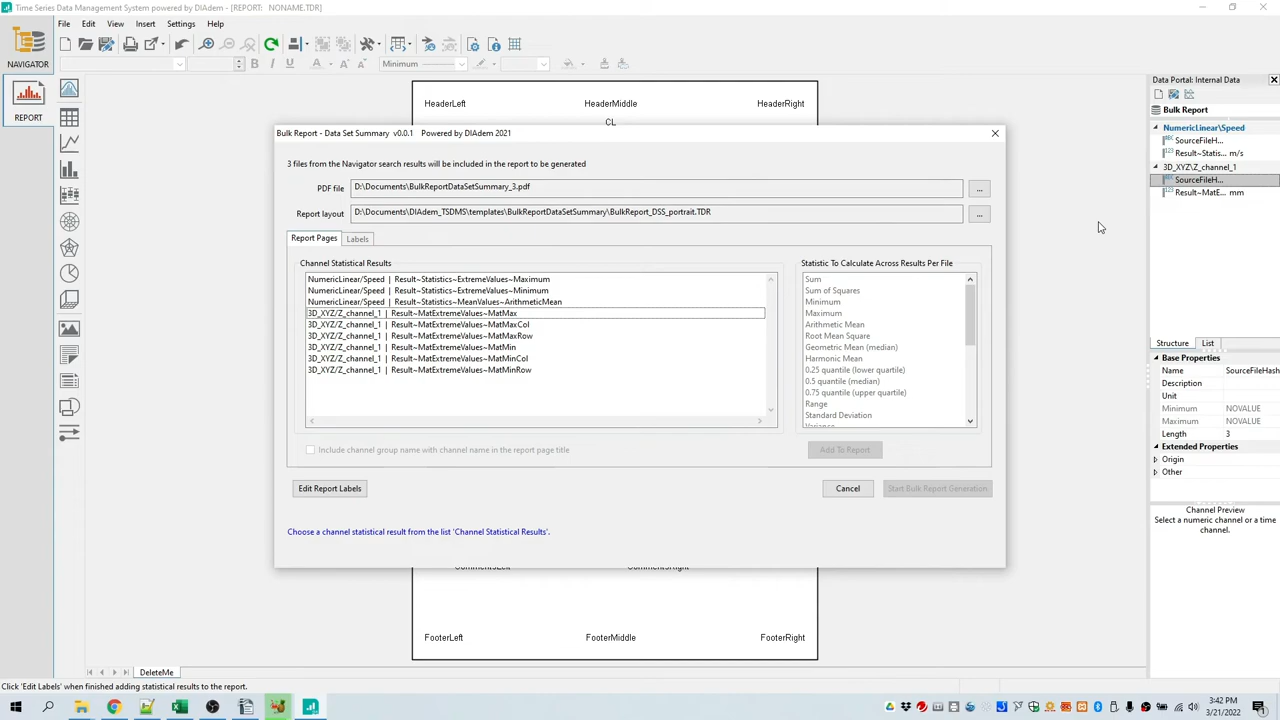 Time Series Data Management System powered by DIAdem - [REPORT:   NONAME.TDR]
File Edit View Insert Settings Help
NAVIGATOR
REPORT
Minimum
HeaderLeft HeaderMiddle HeaderRight
CL
Data Portal: Internal Data
Bulk Report
NumericLinear\Speed
SourceFileH...
Result~Statis... m/s
3D_XYZ\Z_channel_1
SourceFileH...
Result~MatE... mm
Bulk Report - Data Set Summary v0.0.1 Powered by DIAdem 2021
3 files from the Navigator search results will be included in the report to be generated
PDF file D:\Documents\BulkReportDataSetSummary_3.pdf ...
Report layout D:\Documents\DIAdem_TSDMS\templates\BulkReportDataSetSummary\BulkReport_DSS_portrait.TDR ...
Report Pages Labels
Channel Statistical Results
NumericLinear/Speed | Result~Statistics~ExtremeValues~Maximum
NumericLinear/Speed | Result~Statistics~ExtremeValues~Minimum
NumericLinear/Speed | Result~Statistics~MeanValues~ArithmeticMean
3D_XYZ/Z_channel_1 | Result~MatExtremeValues~MatMax
3D_XYZ/Z_channel_1 | Result~MatExtremeValues~MatMaxCol
3D_XYZ/Z_channel_1 | Result~MatExtremeValues~MatMaxRow
3D_XYZ/Z_channel_1 | Result~MatExtremeValues~MatMin
3D_XYZ/Z_channel_1 | Result~MatExtremeValues~MatMinCol
3D_XYZ/Z_channel_1 | Result~MatExtremeValues~MatMinRow
Statistic To Calculate Across Results Per File
Sum
Sum of Squares
Minimum
Maximum
Arithmetic Mean
Root Mean Square
Geometric Mean (median)
Harmonic Mean
0.25 quantile (lower quartile)
0.5 quantile (median)
0.75 quantile (upper quartile)
Range
Standard Deviation
Variance
Include channel group name with channel name in the report page title
Add To Report
Edit Report Labels Cancel Start Bulk Report Generation
Choose a channel statistical result from the list 'Channel Statistical Results'.
CommentsLeft CommentsRight
FooterLeft FooterMiddle FooterRight
Structure List
Base Properties
Name SourceFileHash
Description
Unit
Minimum NOVALUE
Maximum NOVALUE
Length 3
Extended Properties
Origin
Other
Channel Preview
Select a numeric channel or a time
channel.
DeleteMe
Click 'Edit Labels' when finished adding statistical results to the report.
3:42 PM
3/21/2022